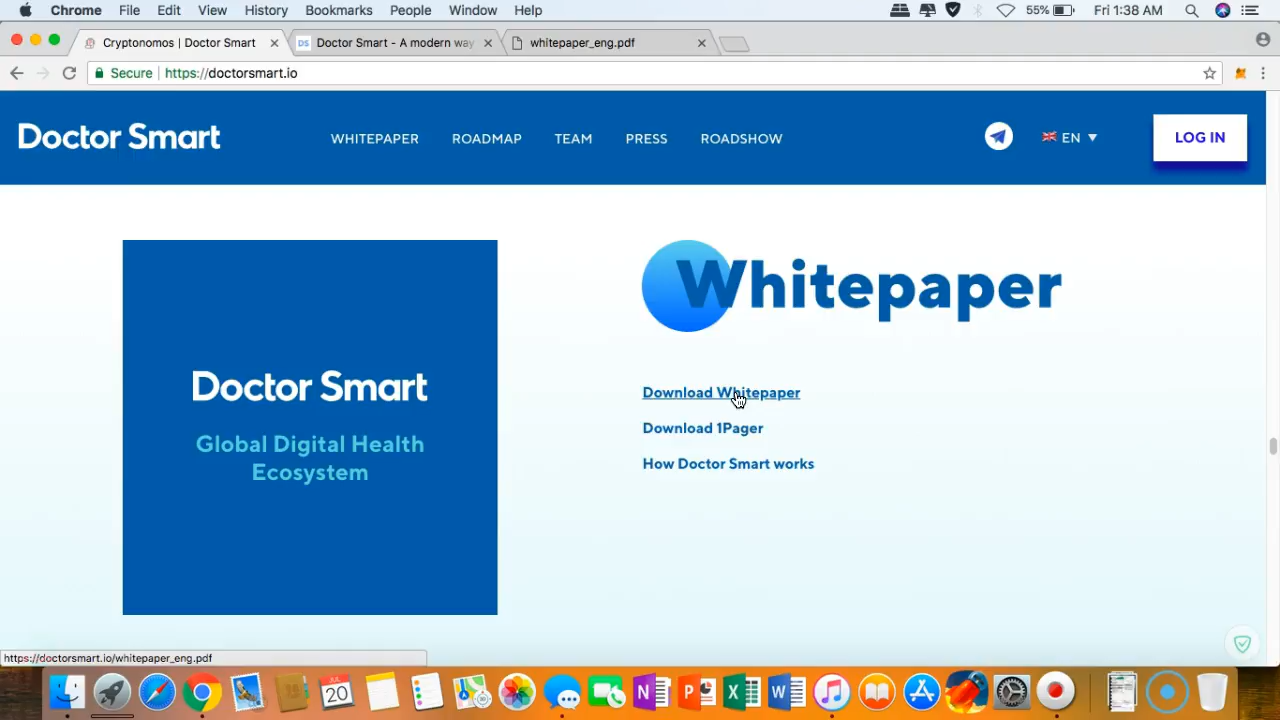 Chrome File Edit View History Bookmarks People Window Help 55% Fri 1:38 AM
Cryptonomos | Doctor Smart
DS Doctor Smart - A modern way
whitepaper_eng.pdf
Secure https://doctorsmart.io
Doctor Smart WHITEPAPER ROADMAP TEAM PRESS ROADSHOW EN LOG IN
Doctor Smart
Global Digital Health
Ecosystem
Whitepaper
Download Whitepaper
Download 1Pager
How Doctor Smart works
https://doctorsmart.io/whitepaper_eng.pdf
JUL
20
N P X W